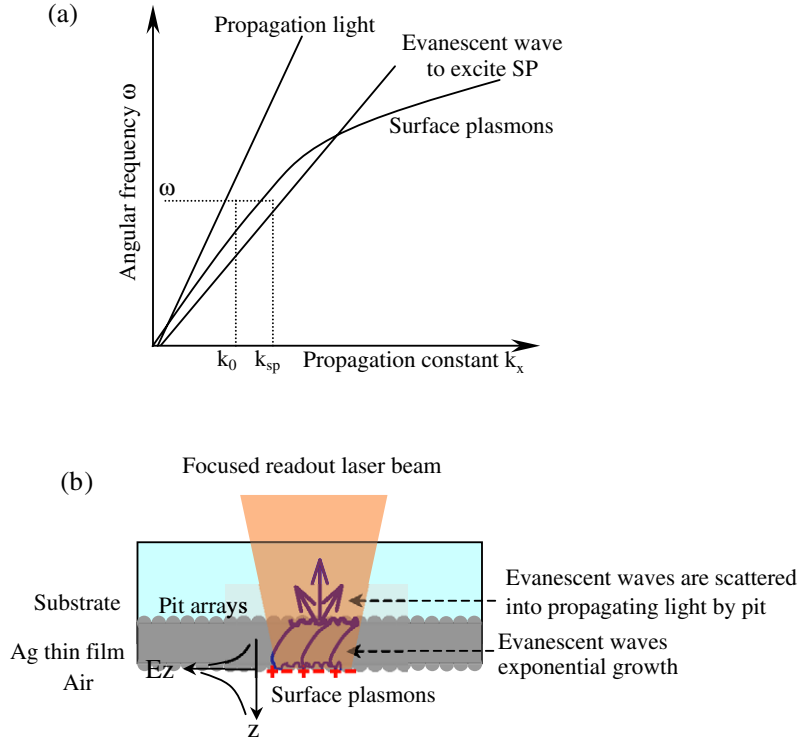 (a)
Propagation light
Evanescent wave
to excite SP
Surface plasmons
Angular frequency ω
ω
k₀
k_sp
Propagation constant k_x
(b)
Focused readout laser beam
Substrate
Pit arrays
Evanescent waves are scattered
into propagating light by pit
Ag thin film
Evanescent waves
exponential growth
Air
Ez
Surface plasmons
z